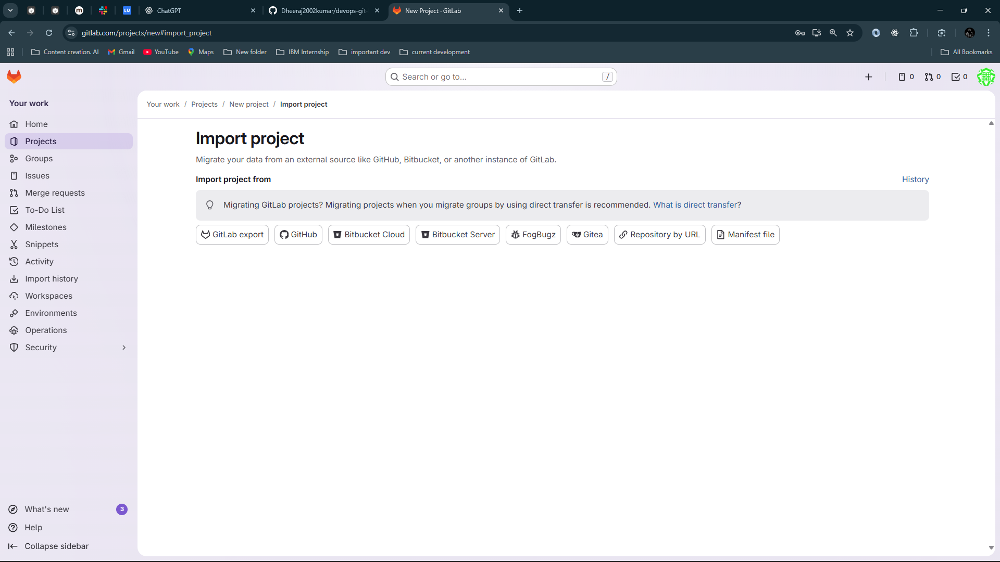 ChatGPT
Dheeraj2002kumar/devops-git-
New Project · GitLab
gitlab.com/projects/new#import_project
Content creation. AI
Gmail
YouTube
Maps
New folder
IBM Internship
important dev
current development
All Bookmarks
m
LU
Search or go to...
/
0
0
0
Your work
Home
Projects
Groups
Issues
Merge requests
To-Do List
Milestones
Snippets
Activity
Import history
Workspaces
Environments
Operations
Security
What's new
3
Help
Collapse sidebar
Your work / Projects / New project / Import project
Import project
Migrate your data from an external source like GitHub, Bitbucket, or another instance of GitLab.
Import project from
History
Migrating GitLab projects? Migrating projects when you migrate groups by using direct transfer is recommended. What is direct transfer?
GitLab export
GitHub
Bitbucket Cloud
Bitbucket Server
FogBugz
Gitea
Repository by URL
Manifest file